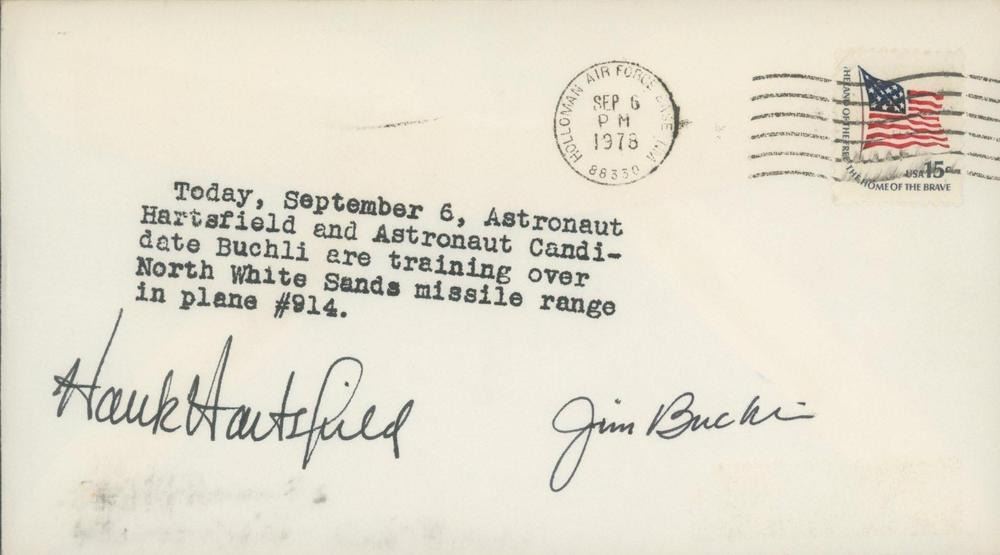 HOLLOMAN AIR FORCE BASE N.M.
SEP 6
PM
1978
88330
THE LAND OF THE FREE THE HOME OF THE BRAVE
USA 15c
Today, September 6, Astronaut
Hartsfield and Astronaut Candi-
date Buchli are training over
North White Sands missile range
in plane #914.
Hank Hartsfield
Jim Buchli